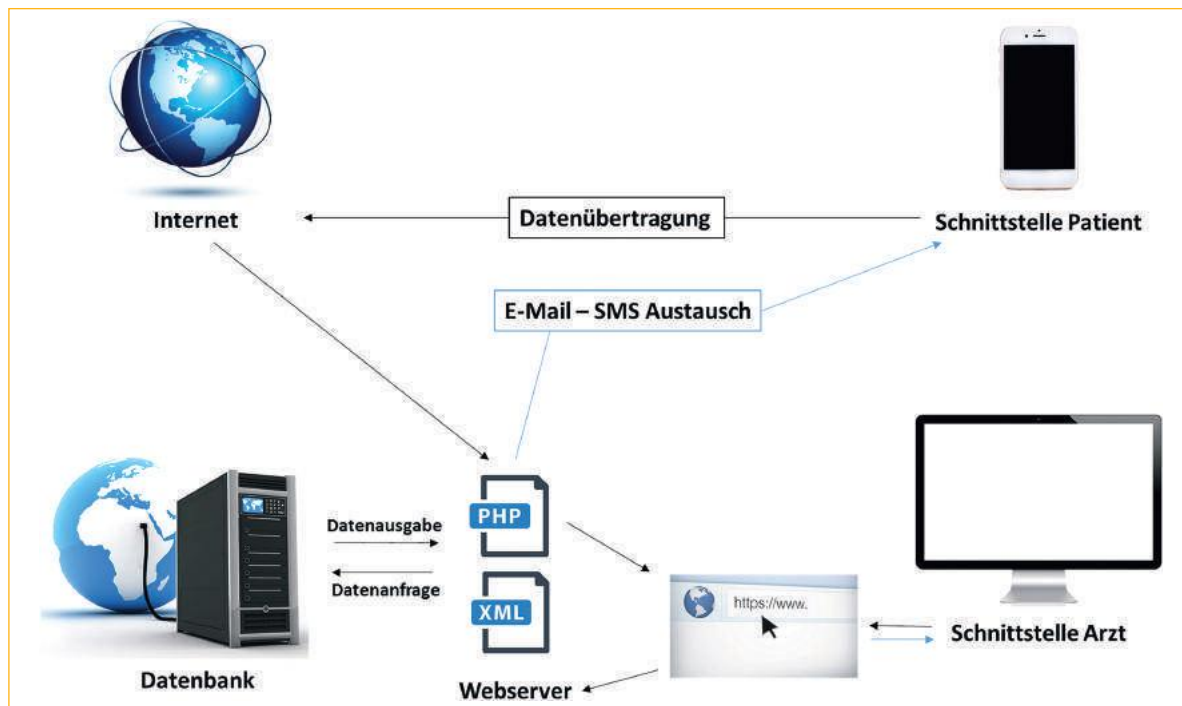 Internet
Datenübertragung
Schnittstelle Patient
E-Mail – SMS Austausch
Datenausgabe
Datenanfrage
PHP
XML
https://www.
Schnittstelle Arzt
Datenbank
Webserver